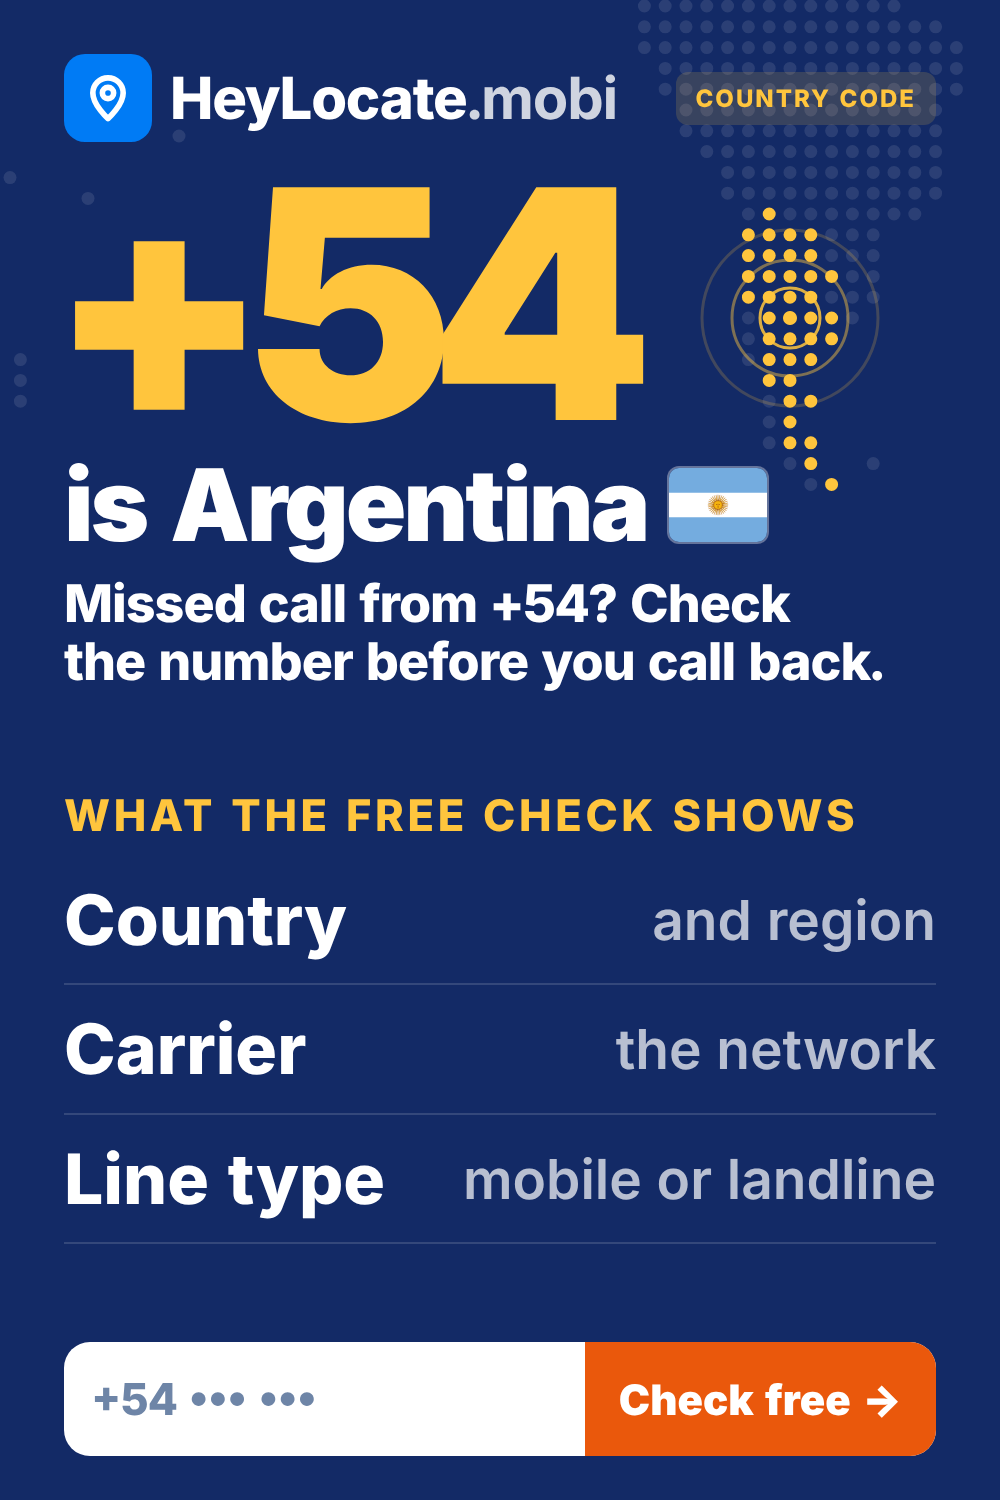 HeyLocate.mobi
COUNTRY CODE
+54
is Argentina
Missed call from +54? Check
the number before you call back.
WHAT THE FREE CHECK SHOWS
Country and region
Carrier the network
Line type mobile or landline
+54 ••• •••
Check free →